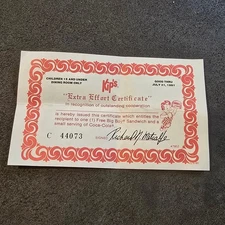 CHILDREN 12 AND UNDER
DINING ROOM ONLY
Kip's
GOOD THRU
JULY 31, 1981
"Extra Effort Certificate"
in recognition of outstanding cooperation
is hereby issued this certificate which entitles the
recipient to one (1) Free Big Boy Sandwich and a
small serving of Coca-Cola
C 44073
SIGNED